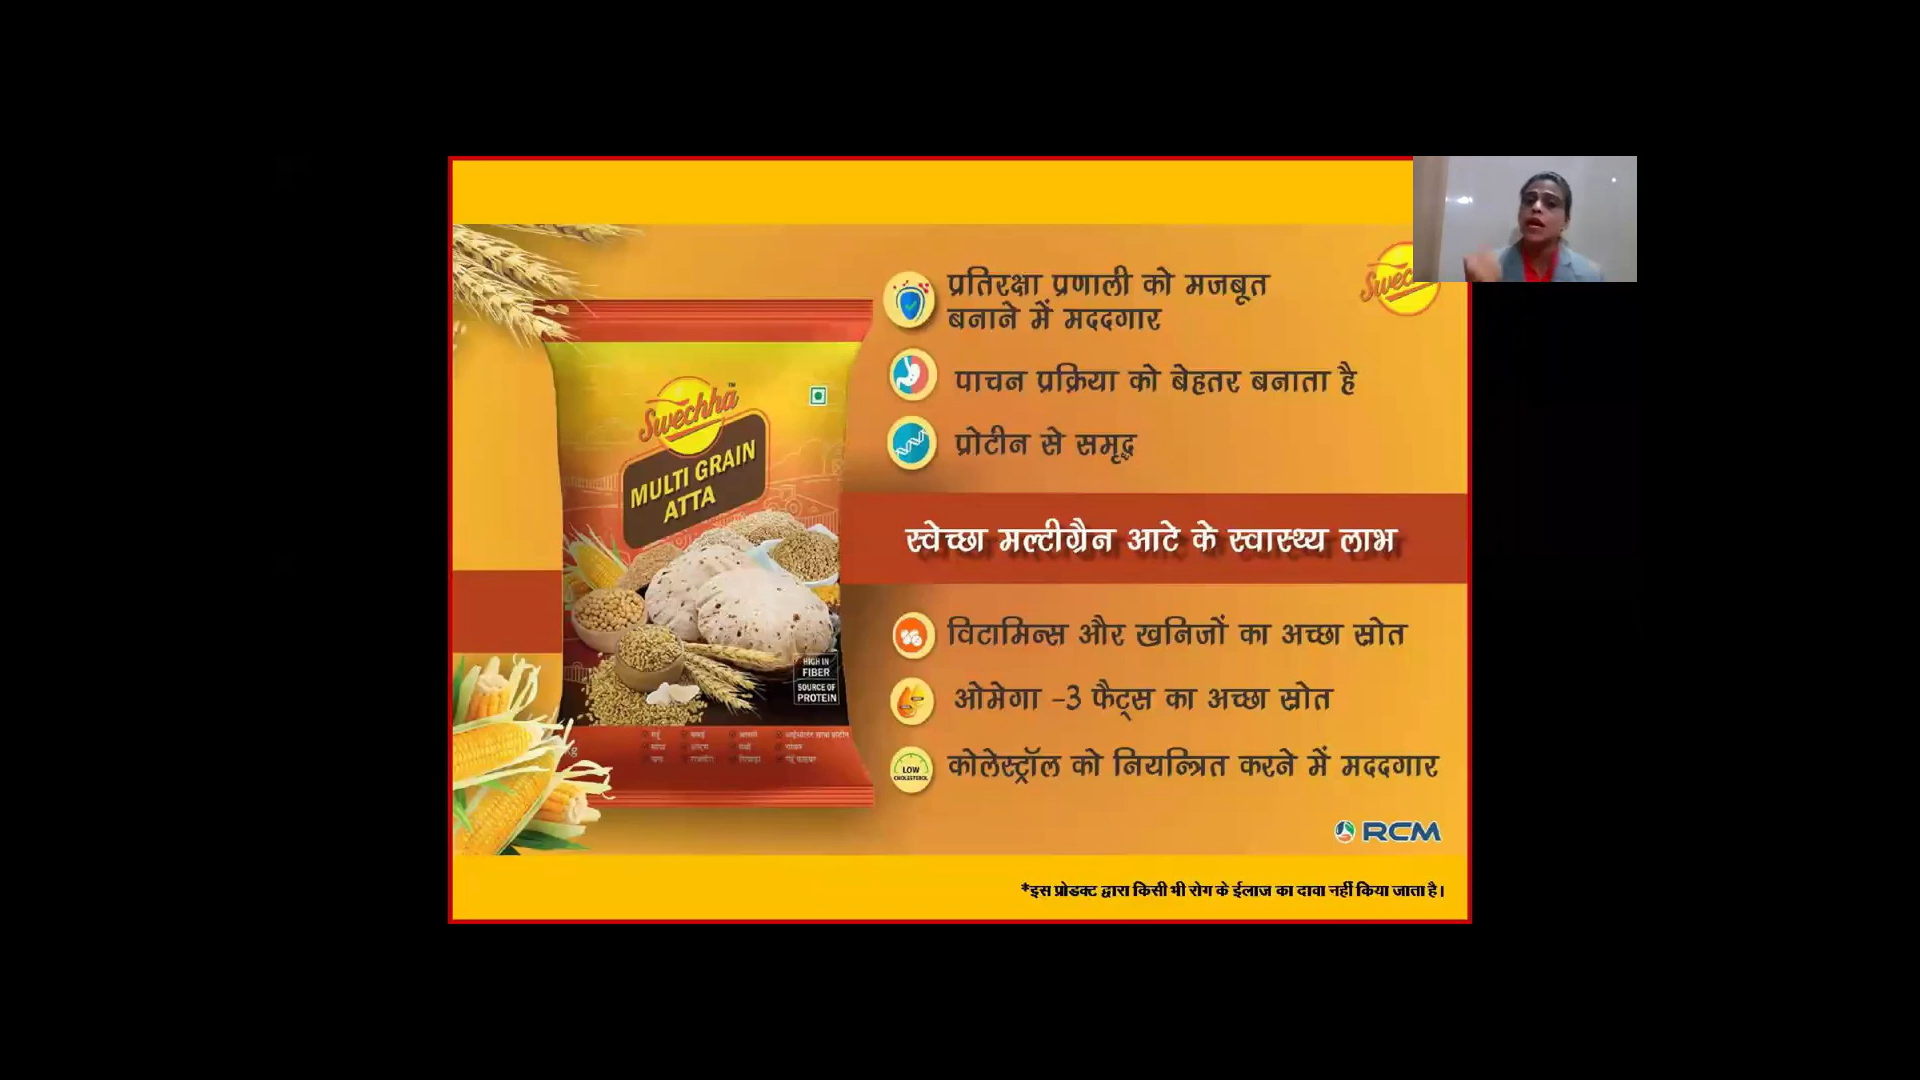 प्रतिरक्षा प्रणाली को मजबूत
बनाने में मददगार
पाचन प्रक्रिया को बेहतर बनाता है
प्रोटीन से समृद्ध
Swechha
MULTI GRAIN
ATTA
स्वेच्छा मल्टीग्रैन आटे के स्वास्थ्य लाभ
विटामिन्स और खनिजों का अच्छा स्रोत
ओमेगा -3 फैट्स का अच्छा स्रोत
कोलेस्ट्रॉल को नियन्त्रित करने में मददगार
HIGH IN
FIBER
SOURCE OF
PROTEIN
LOW
CHOLESTEROL
RCM
*इस प्रोडक्ट द्वारा किसी भी रोग के ईलाज का दावा नहीं किया जाता है।